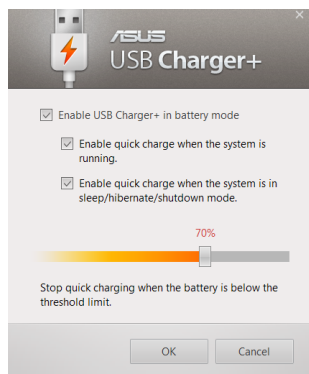 ASUS
USB Charger+
Enable USB Charger+ in battery mode
Enable quick charge when the system is
running.
Enable quick charge when the system is in
sleep/hibernate/shutdown mode.
70%
Stop quick charging when the battery is below the
threshold limit.
OK
Cancel